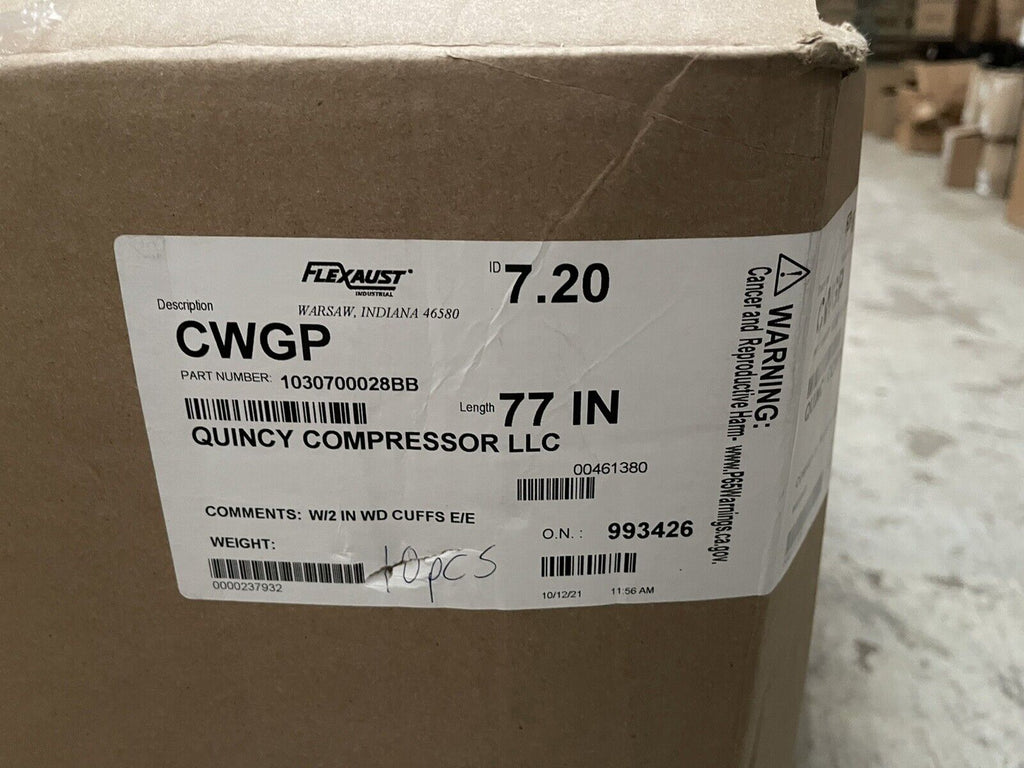 FLEXAUST
INDUSTRIAL
WARSAW, INDIANA 46580
ID 7.20
Description
CWGP
PART NUMBER: 1030700028BB
Length 77 IN
QUINCY COMPRESSOR LLC
00461380
COMMENTS: W/2 IN WD CUFFS E/E
O.N.: 993426
WEIGHT:
10pcs
0000237932
10/12/21 11:56 AM
WARNING:
Cancer and Reproductive Harm- www.P65Warnings.ca.gov.